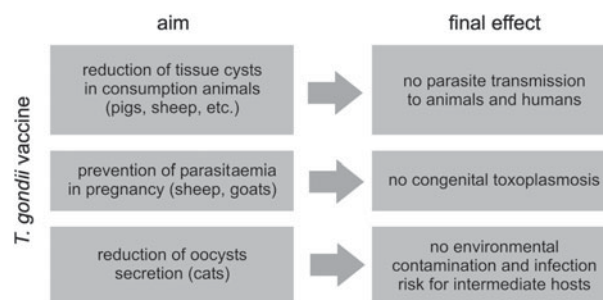 aim
final effect
T. gondii vaccine
reduction of tissue cysts
in consumption animals
(pigs, sheep, etc.)
no parasite transmission
to animals and humans
prevention of parasitaemia
in pregnancy (sheep, goats)
no congenital toxoplasmosis
reduction of oocysts
secretion (cats)
no environmental
contamination and infection
risk for intermediate hosts